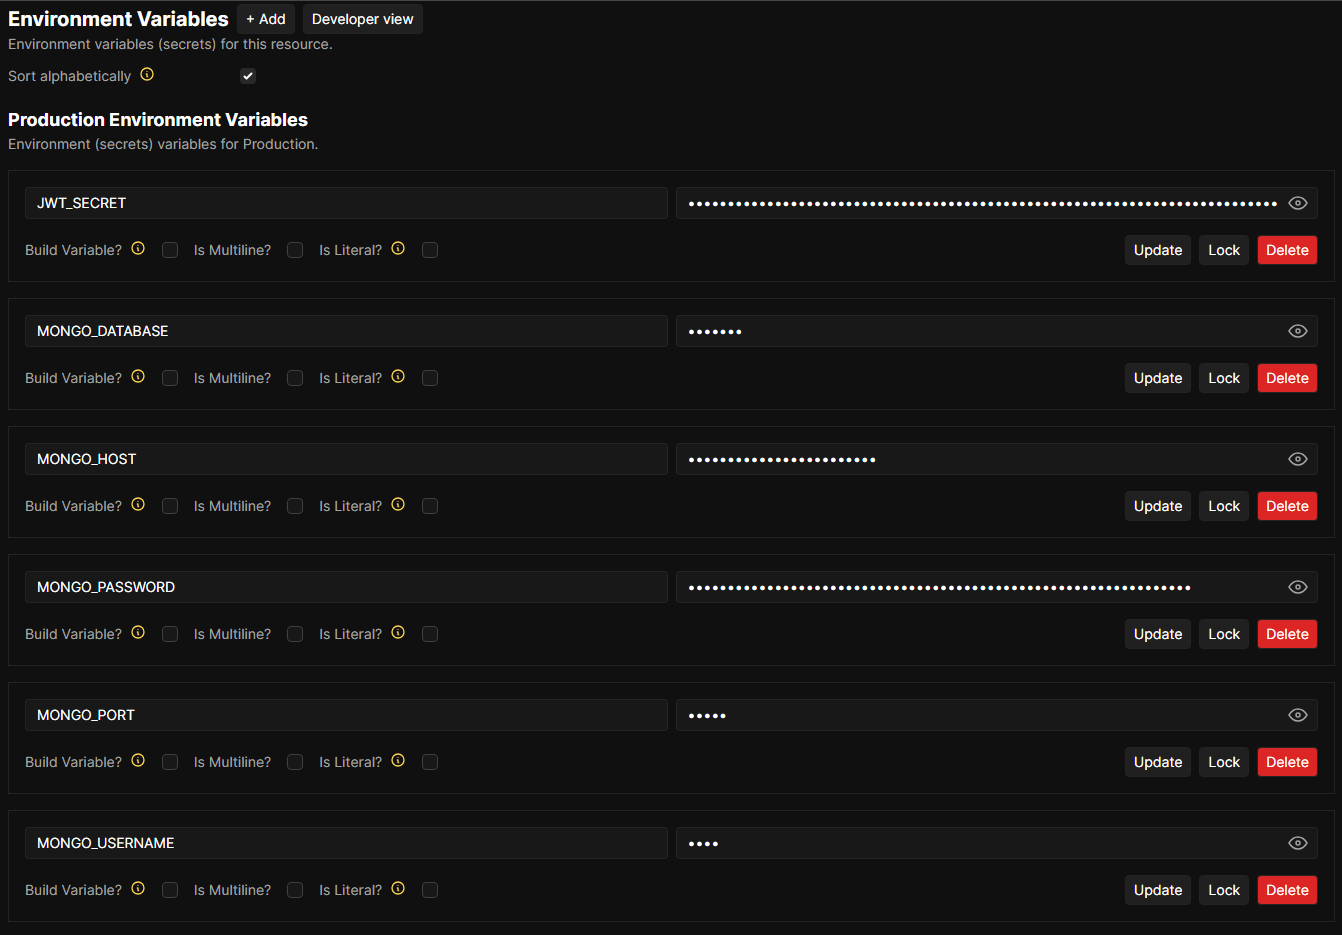 Environment Variables + Add Developer view
Environment variables (secrets) for this resource.
Sort alphabetically
Production Environment Variables
Environment (secrets) variables for Production.
JWT_SECRET
Build Variable? Is Multiline? Is Literal? Update Lock Delete
MONGO_DATABASE
Build Variable? Is Multiline? Is Literal? Update Lock Delete
MONGO_HOST
Build Variable? Is Multiline? Is Literal? Update Lock Delete
MONGO_PASSWORD
Build Variable? Is Multiline? Is Literal? Update Lock Delete
MONGO_PORT
Build Variable? Is Multiline? Is Literal? Update Lock Delete
MONGO_USERNAME
Build Variable? Is Multiline? Is Literal? Update Lock Delete